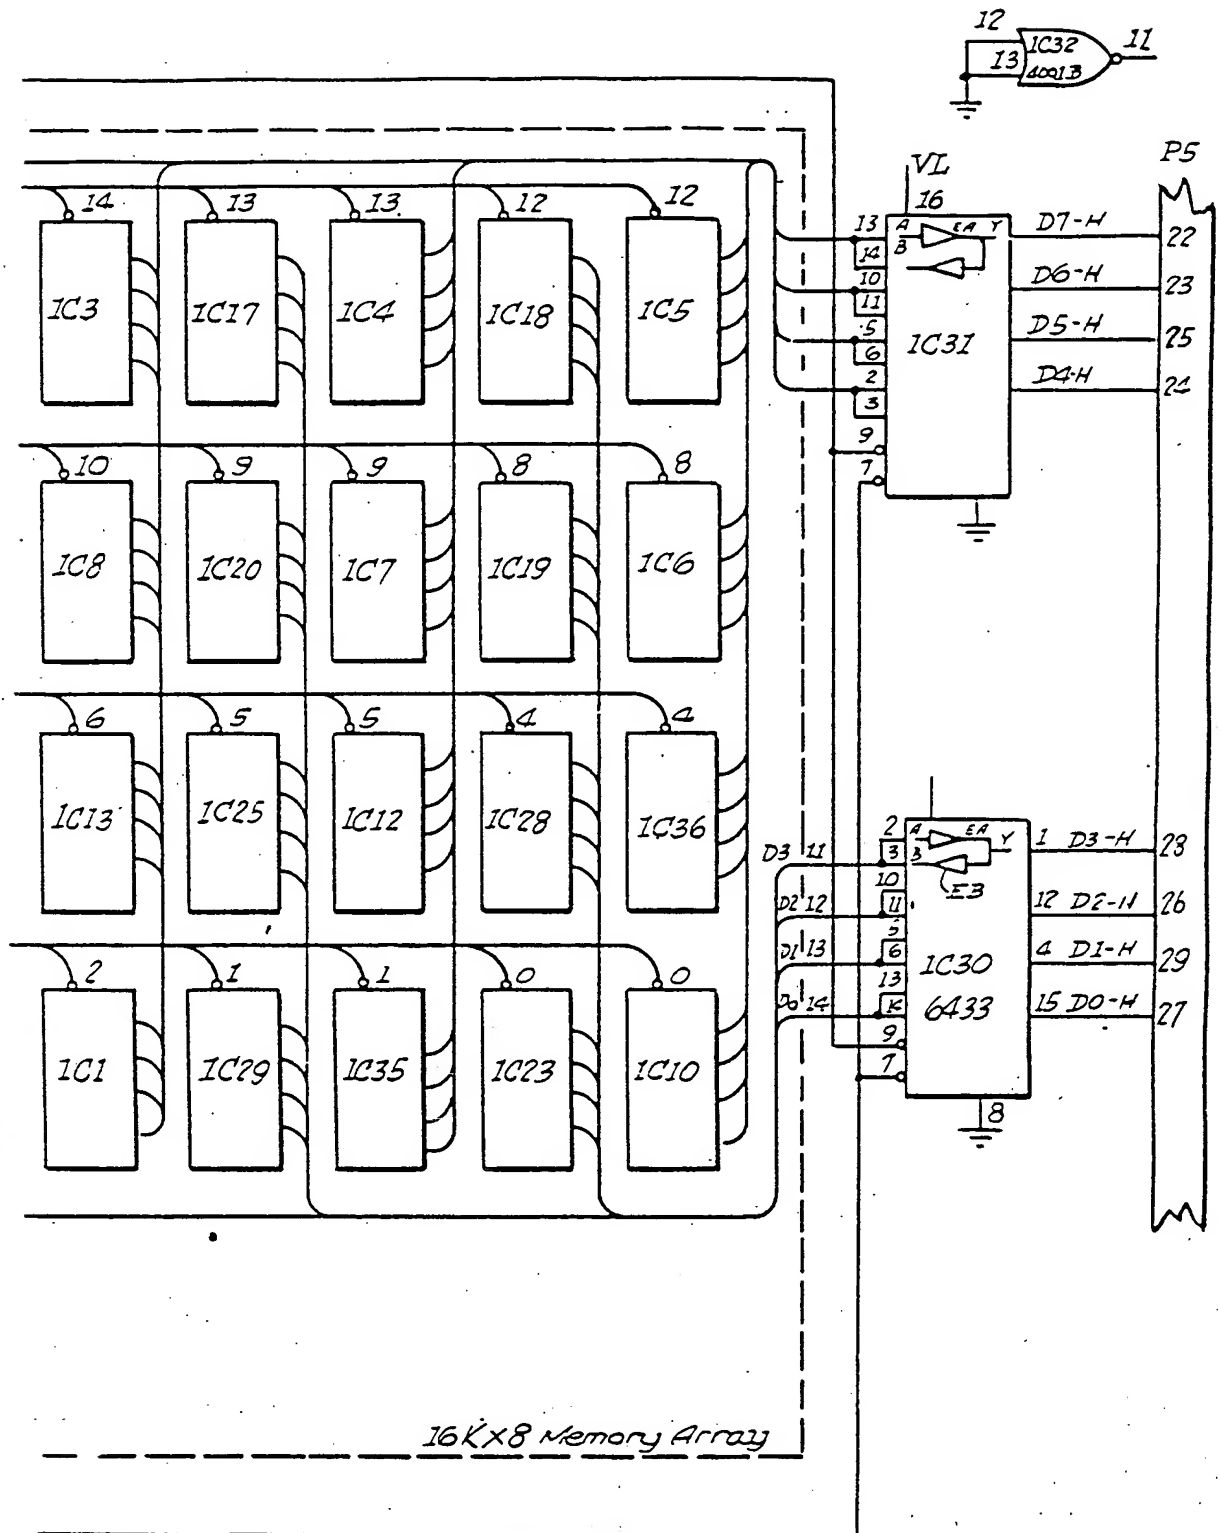 12
13
IC32
4001B
11
P5
VL
16
14
13
13
12
12
IC3
IC17
IC4
IC18
IC5
13
14
10
11
5
6
2
3
9
7
A
B
EA
Y
IC31
D7-H
22
D6-H
23
D5-H
25
D4-H
24
10
9
9
8
8
IC8
IC20
IC7
IC19
IC6
6
5
5
4
4
IC13
IC25
IC12
IC28
IC36
D3 11
D2 12
D1 13
D0 14
2
3
10
11
5
6
13
14
9
7
A
B
EA
Y
E3
IC30
6433
8
1 D3-H
28
12 D2-H
26
4 D1-H
29
15 D0-H
27
2
1
1
0
0
IC1
IC29
IC35
IC23
IC10
16K×8 Memory Array